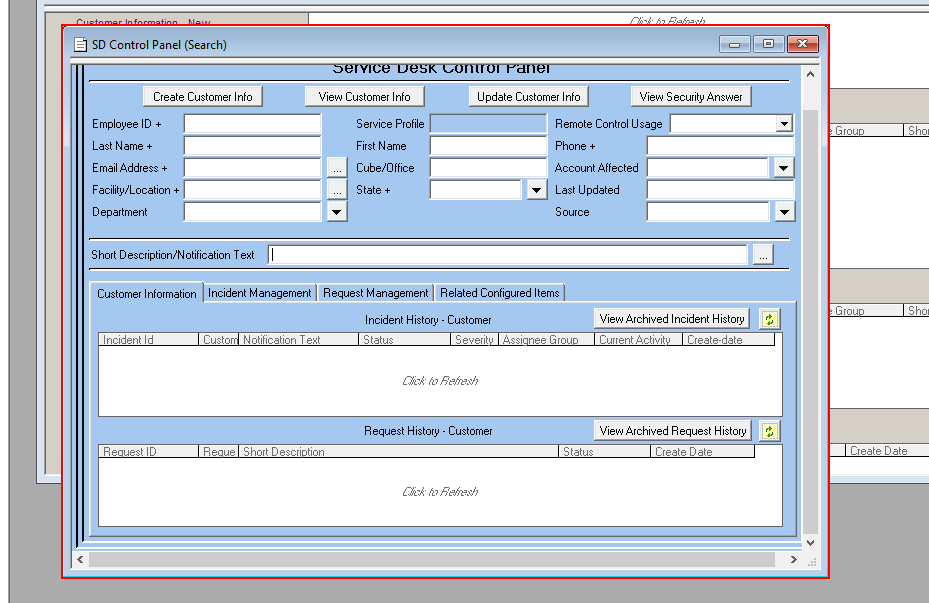 Customer Information - New
Click to Refresh
SD Control Panel (Search)
Service Desk Control Panel
Create Customer Info View Customer Info Update Customer Info View Security Answer
Employee ID + Service Profile Remote Control Usage
Last Name + First Name Phone +
Email Address + ... Cube/Office Account Affected
Facility/Location + ... State + Last Updated
Department Source
Short Description/Notification Text ...
Customer Information Incident Management Request Management Related Configured Items
Incident History - Customer View Archived Incident History
Incident Id Custom Notification Text Status Severity Assignee Group Current Activity Create-date
Click to Refresh
Request History - Customer View Archived Request History
Request ID Reque Short Description Status Create Date
Click to Refresh
Group Shor
Group Shor
Create Date